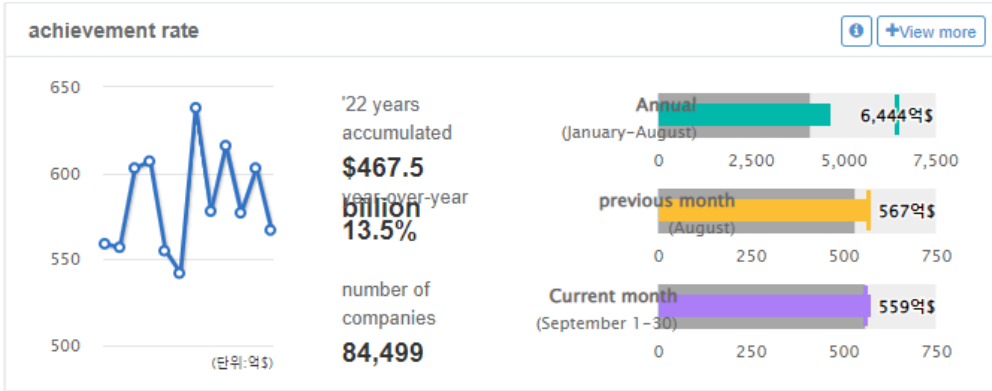 achievement rate
View more
650
600
550
500
(단위:억$)
'22 years
accumulated
$467.5
billion
year-over-year
13.5%
number of
companies
84,499
Annual
(January-August)
6,444억$
0 2,500 5,000 7,500
previous month
(August)
567억$
0 250 500 750
Current month
(September 1-30)
559억$
0 250 500 750